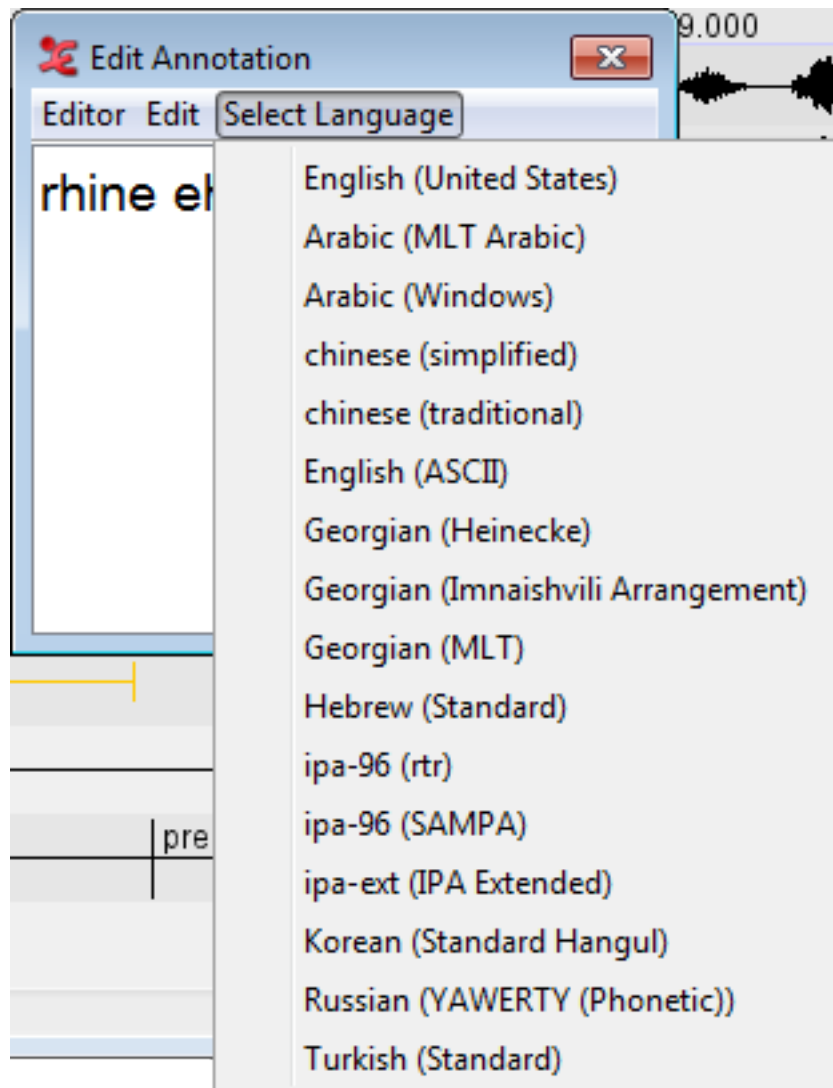 9.000
Edit Annotation
Editor Edit Select Language
rhine
English (United States)
Arabic (MLT Arabic)
Arabic (Windows)
chinese (simplified)
chinese (traditional)
English (ASCII)
Georgian (Heinecke)
Georgian (Imnaishvili Arrangement)
Georgian (MLT)
Hebrew (Standard)
ipa-96 (rtr)
ipa-96 (SAMPA)
pre
ipa-ext (IPA Extended)
Korean (Standard Hangul)
Russian (YAWERTY (Phonetic))
Turkish (Standard)